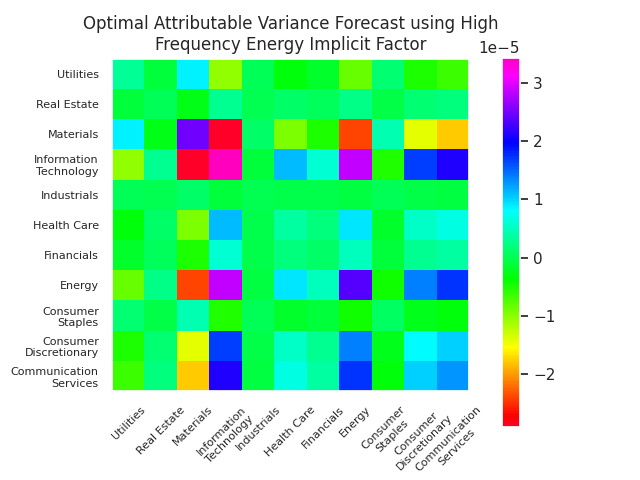 Optimal Attributable Variance Forecast using High
Frequency Energy Implicit Factor
1e−5
Utilities
Real Estate
Materials
Information
Technology
Industrials
Health Care
Financials
Energy
Consumer
Staples
Consumer
Discretionary
Communication
Services
3
2
1
0
−1
−2
Utilities
Real Estate
Materials
Information
Technology
Industrials
Health Care
Financials
Energy
Consumer
Staples
Consumer
Discretionary
Communication
Services